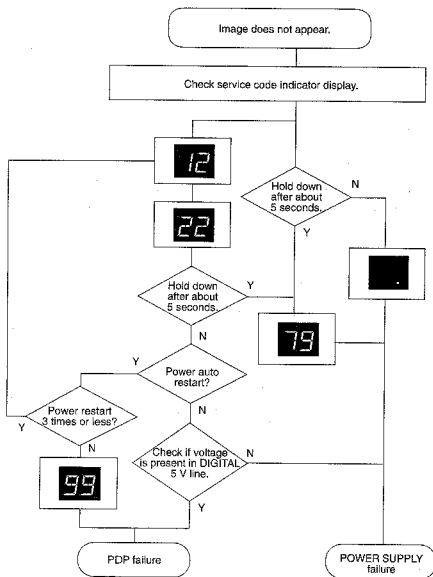 Image does not appear.
Check service code indicator display.
12
Hold down
after about
5 seconds.
N
Y
22
.
Hold down
after about
5 seconds.
Y
N
79
Y
Power auto
restart?
N
Power restart
3 times or less?
Y
N
Check if voltage
is present in DIGITAL
5 V line.
N
Y
99
PDP failure
POWER SUPPLY
failure